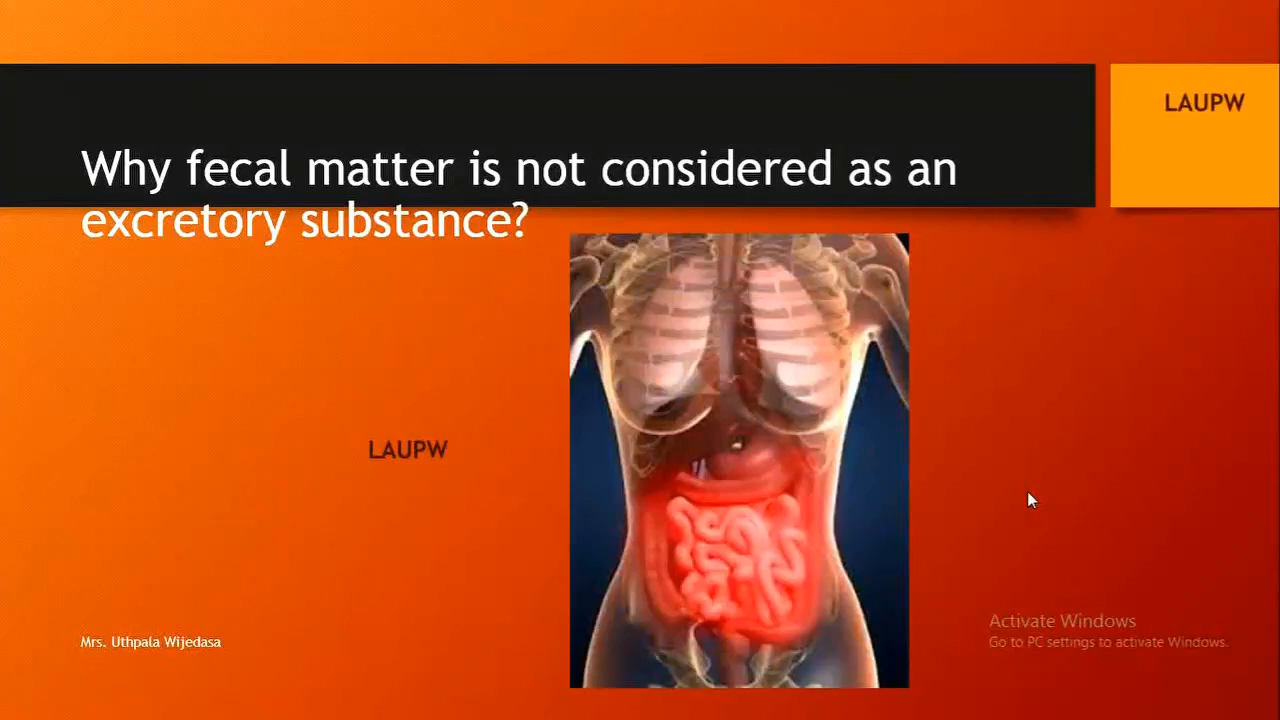 LAUPW
Why fecal matter is not considered as an
excretory substance?
LAUPW
Activate Windows
Go to PC settings to activate Windows.
Mrs. Uthpala Wijedasa